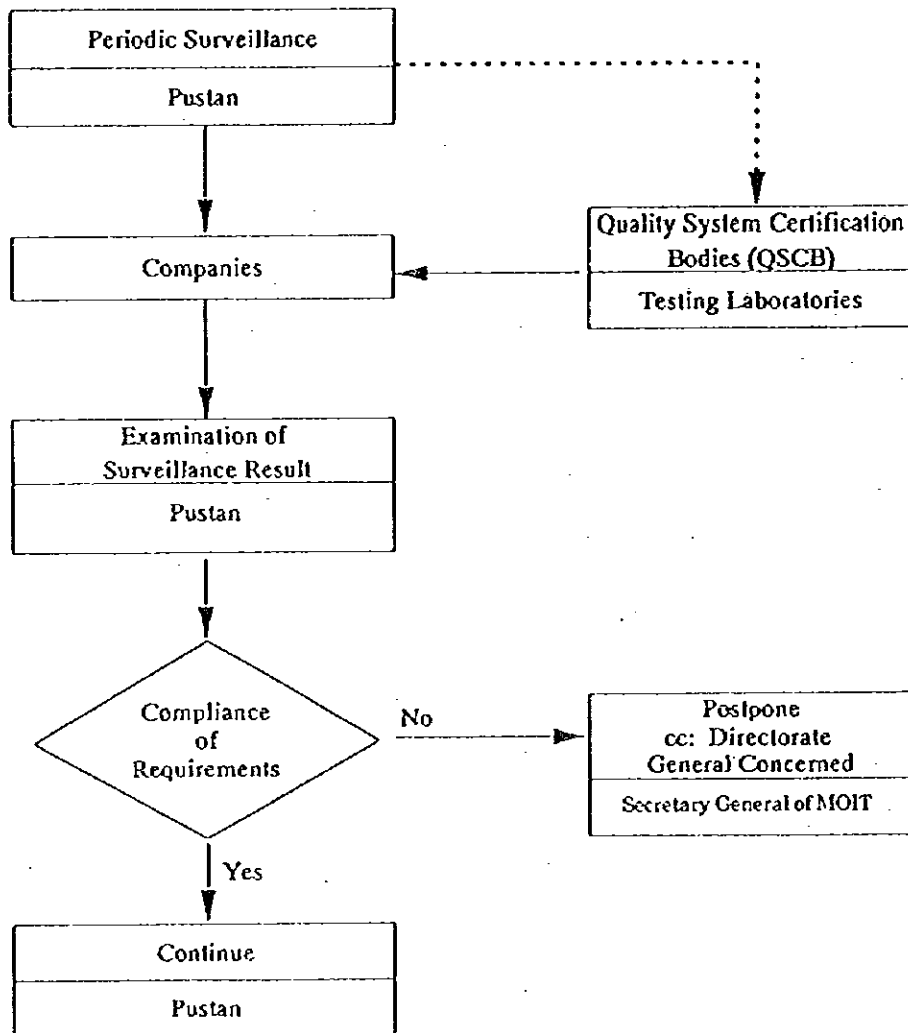 Periodic Surveillance
Pustan
Quality System Certification
Bodies (QSCB)
Testing Laboratories
Companies
Examination of
Surveillance Result
Pustan
Compliance
of
Requirements
No
Postpone
cc: Directorate
General Concerned
Secretary General of MOIT
Yes
Continue
Pustan